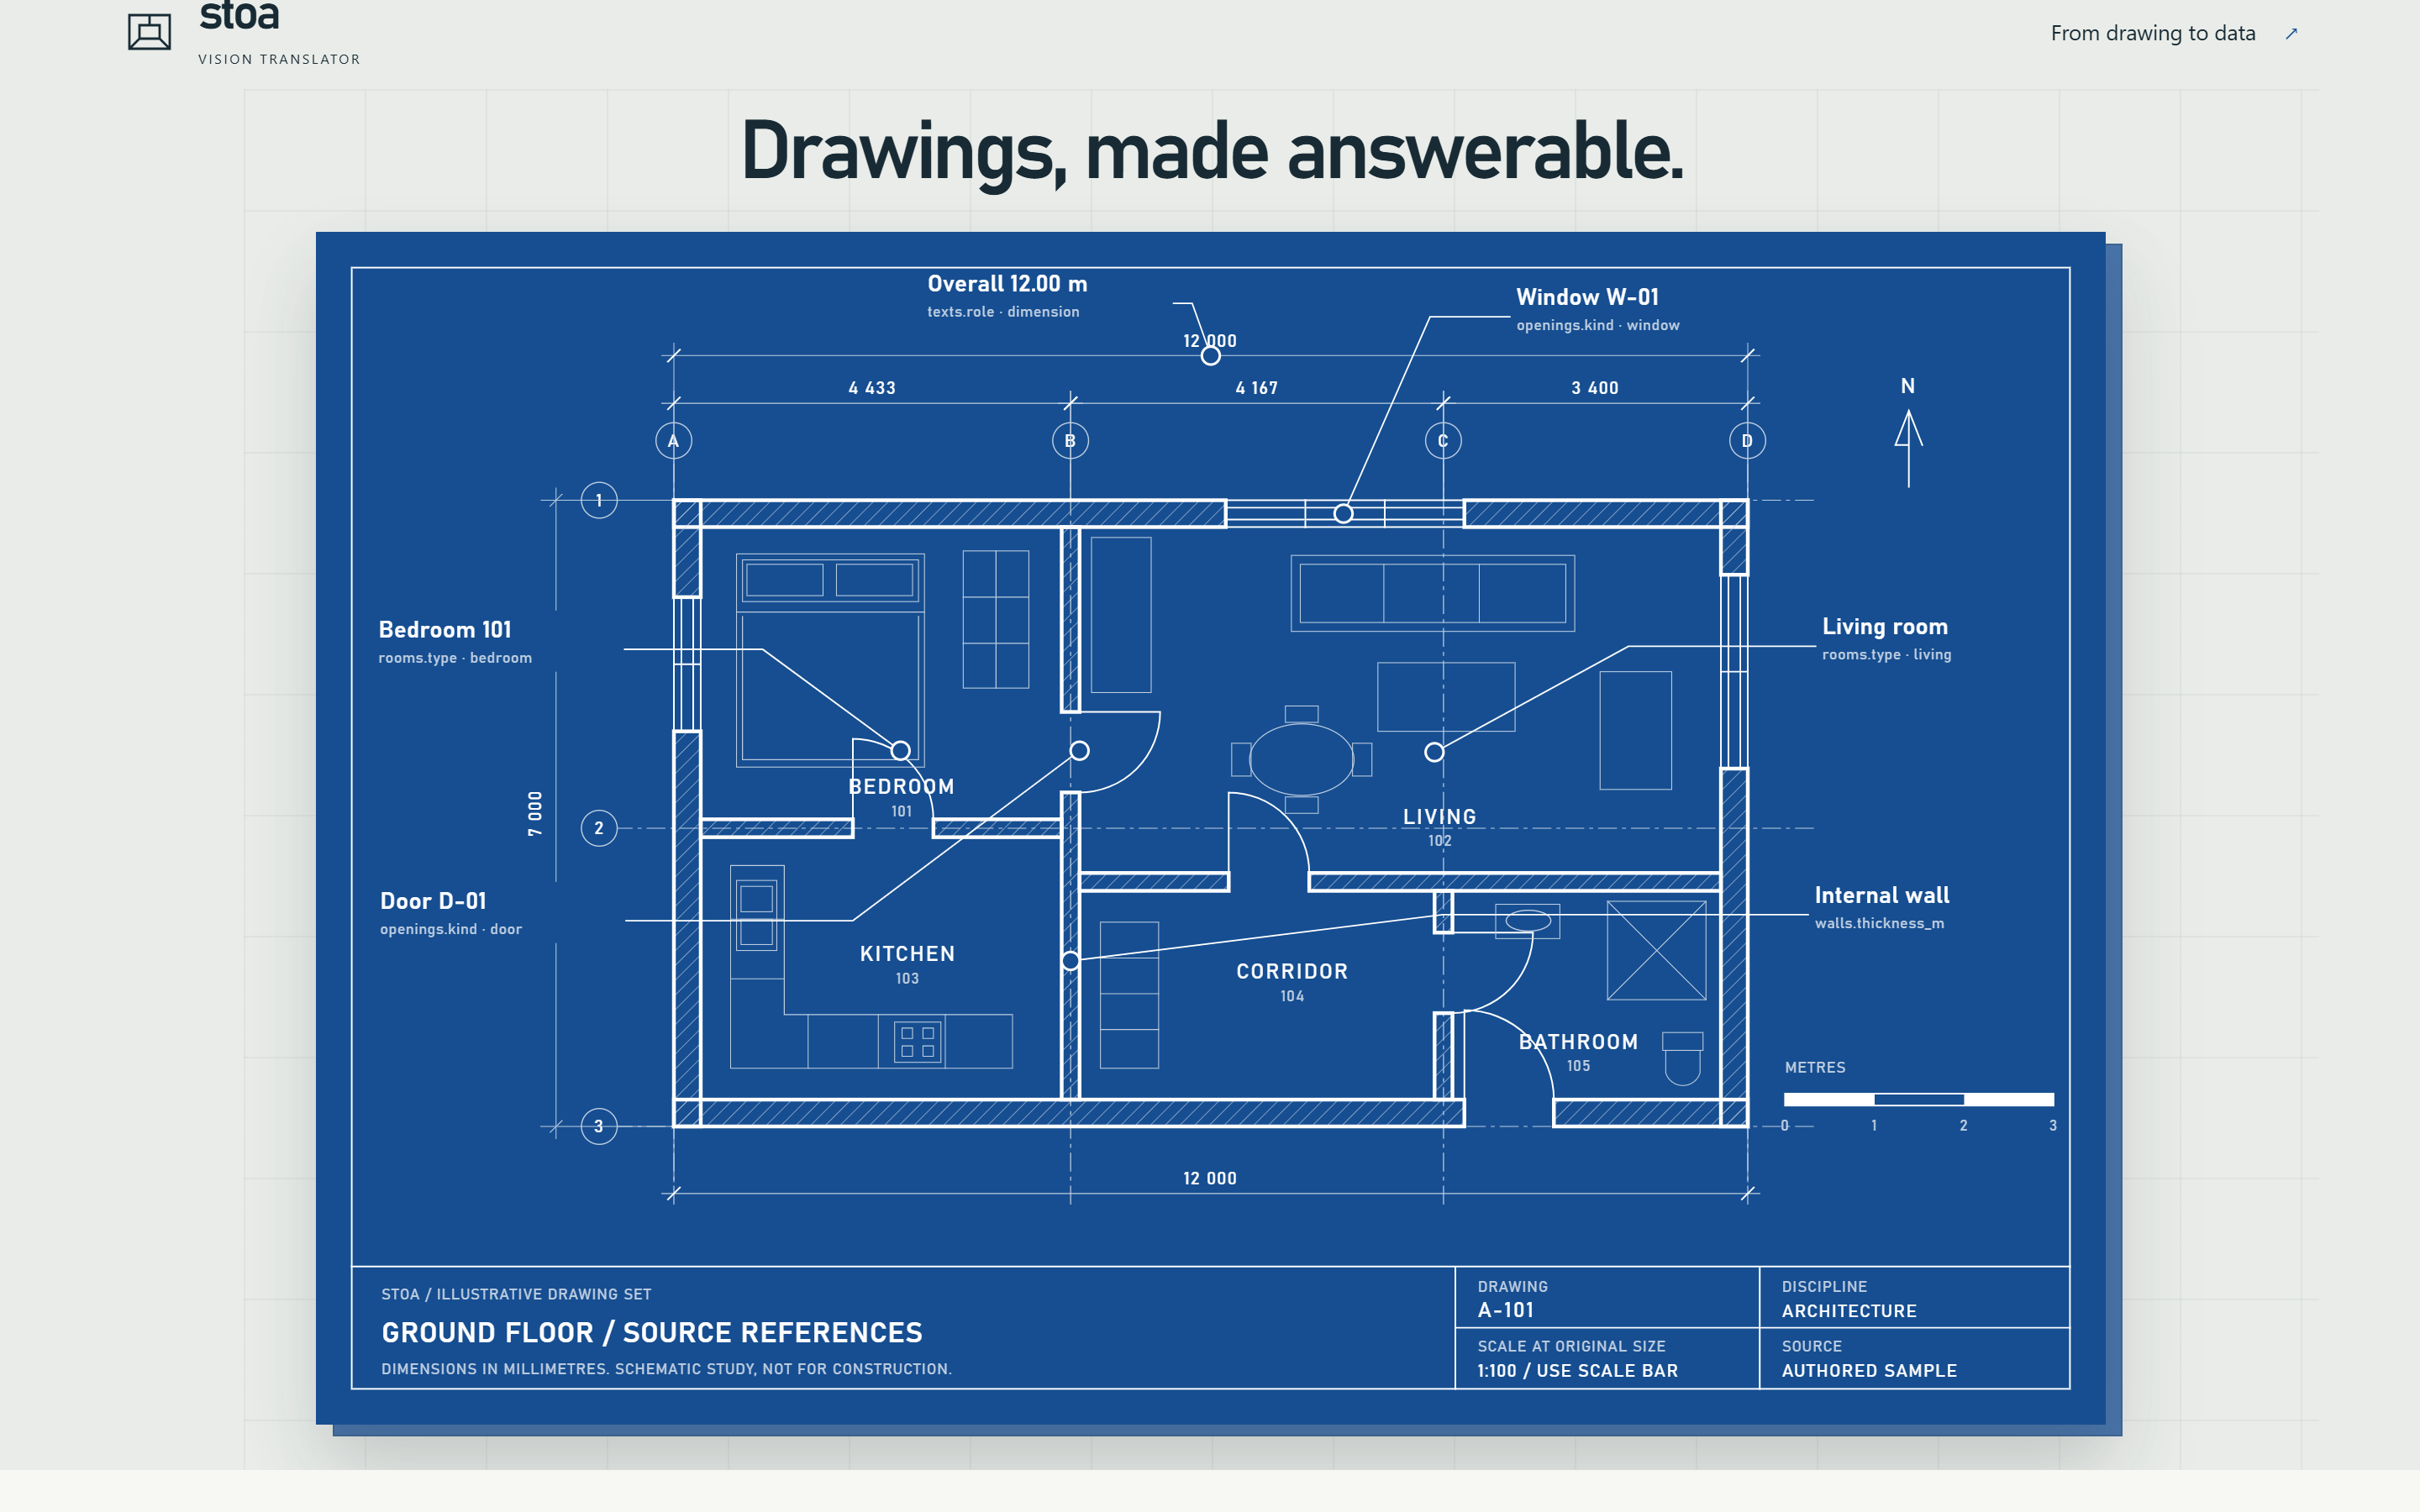 stoa
VISION TRANSLATOR
From drawing to data ↗
Drawings, made answerable.
Overall 12.00 m
texts.role · dimension
Window W-01
openings.kind · window
12 000
4 433
4 167
3 400
N
A
B
C
D
1
Bedroom 101
rooms.type · bedroom
Living room
rooms.type · living
BEDROOM
101
7 000
2
LIVING
102
Door D-01
openings.kind · door
Internal wall
walls.thickness_m
KITCHEN
103
CORRIDOR
104
BATHROOM
105
METRES
0 1 2 3
3
12 000
STOA / ILLUSTRATIVE DRAWING SET
GROUND FLOOR / SOURCE REFERENCES
DIMENSIONS IN MILLIMETRES. SCHEMATIC STUDY, NOT FOR CONSTRUCTION.
DRAWING
A-101
DISCIPLINE
ARCHITECTURE
SCALE AT ORIGINAL SIZE
1:100 / USE SCALE BAR
SOURCE
AUTHORED SAMPLE